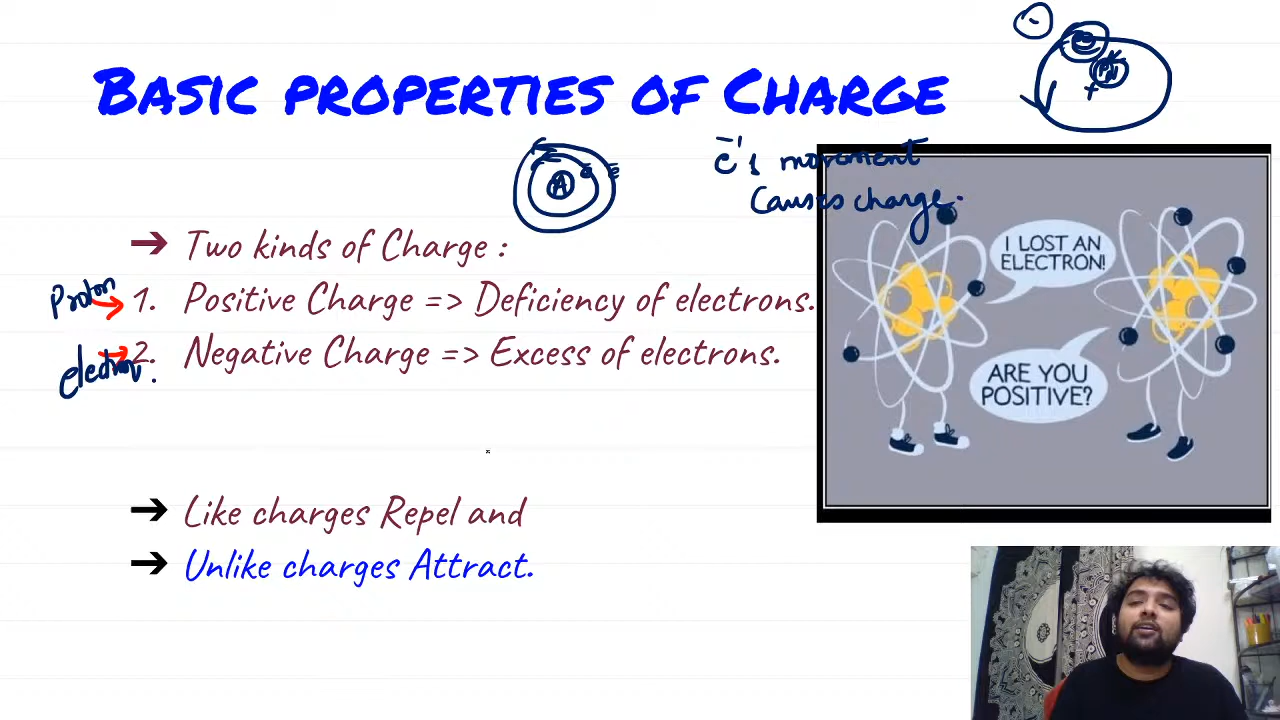 BASIC PROPERTIES OF CHARGE
-
PN
+
A
e e
e's movement
causes charge.
➔ Two kinds of Charge :
Proton → 1. Positive Charge => Deficiency of electrons.
electron. → 2. Negative Charge => Excess of electrons.
I LOST AN
ELECTRON!
ARE YOU
POSITIVE?
➔ Like charges Repel and
➔ Unlike charges Attract.